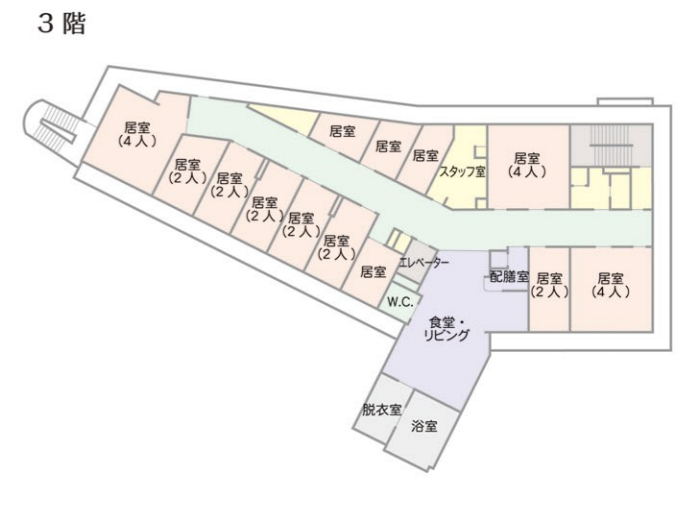 3 階
居室
(4 人)
居室
(2 人)
居室
(2 人)
居室
(2 人)
居室
(2 人)
居室
(2 人)
居室
居室
居室
居室
スタッフ室
居室
(4 人)
エレベーター
W.C.
配膳室
居室
(2 人)
居室
(4 人)
食堂・
リビング
脱衣室
浴室